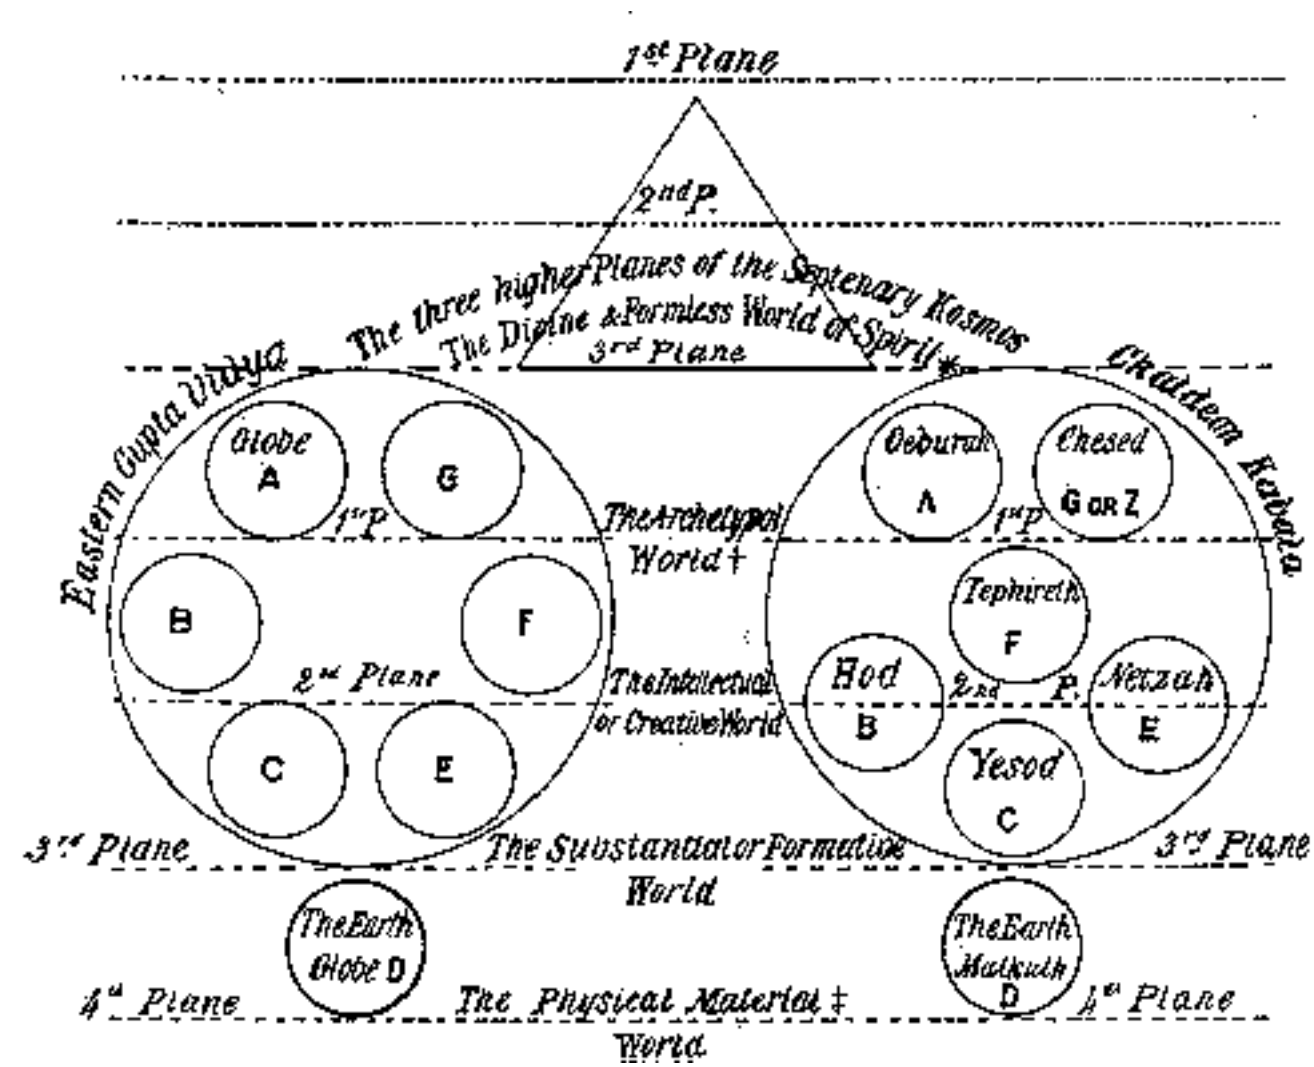 1st Plane
2nd P.
The three higher Planes of the Septenary Kosmos
The Divine & Formless World of Spirit *
3rd Plane
Eastern Gupta Vidya
Chaldean Kabala
Globe
A
G
1st P
The Archetypal
World †
Geburah
A
Chesed
G OR Z
1st P
B
F
Tephireth
F
2nd Plane
The Intellectual
or Creative World
Hod
B
2nd P.
Netzah
E
C
E
Yesod
C
3rd Plane
The Substantial or Formative
World
3rd Plane
The Earth
Globe D
The Earth
Malkuth
D
4th Plane
The Physical Material ‡
World
4th Plane